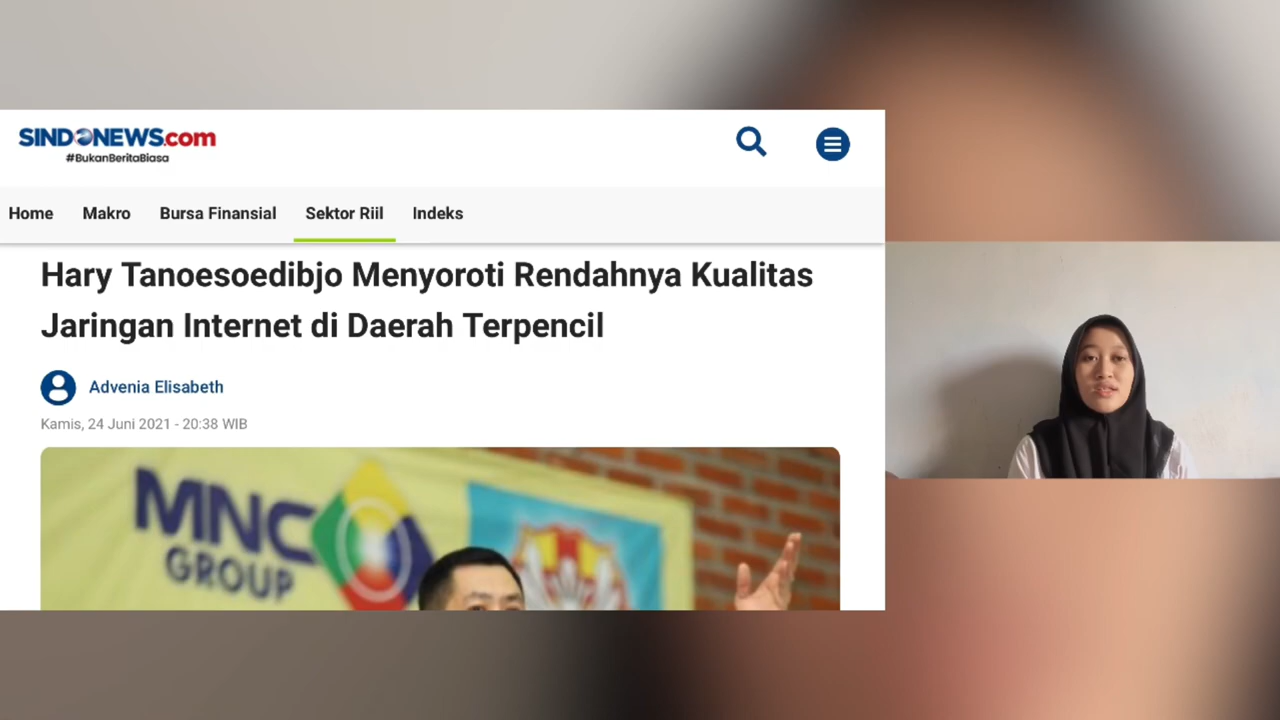 SINDONEWS.com
#BukanBeritaBiasa
Home Makro Bursa Finansial Sektor Riil Indeks
Hary Tanoesoedibjo Menyoroti Rendahnya Kualitas
Jaringan Internet di Daerah Terpencil
Advenia Elisabeth
Kamis, 24 Juni 2021 - 20:38 WIB
MNC
GROUP